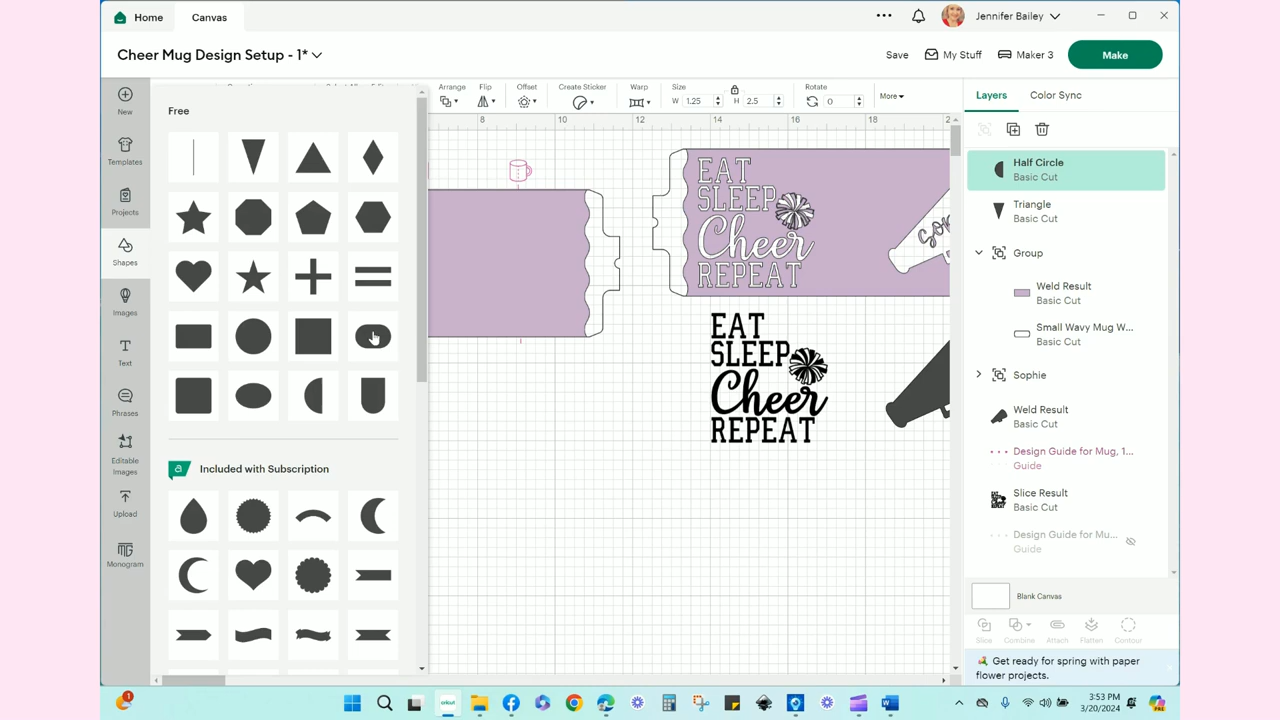 Home
Canvas
Jennifer Bailey
Cheer Mug Design Setup - 1*
Save
My Stuff
Maker 3
Make
New
Templates
Projects
Shapes
Images
Text
Phrases
Editable
Images
Upload
Monogram
Free
Included with Subscription
Arrange
Flip
Offset
Create Sticker
Warp
Size
W 1.25
H 2.5
Rotate
0
More
8
10
12
14
16
18
EAT
SLEEP
Cheer
REPEAT
EAT
SLEEP
Cheer
REPEAT
Layers
Color Sync
Half Circle
Basic Cut
Triangle
Basic Cut
Group
Weld Result
Basic Cut
Small Wavy Mug W...
Basic Cut
Sophie
Weld Result
Basic Cut
Design Guide for Mug, 1...
Guide
Slice Result
Basic Cut
Design Guide for Mu...
Guide
Blank Canvas
Slice
Combine
Attach
Flatten
Contour
Get ready for spring with paper
flower projects.
1
cricut
3:53 PM
3/20/2024